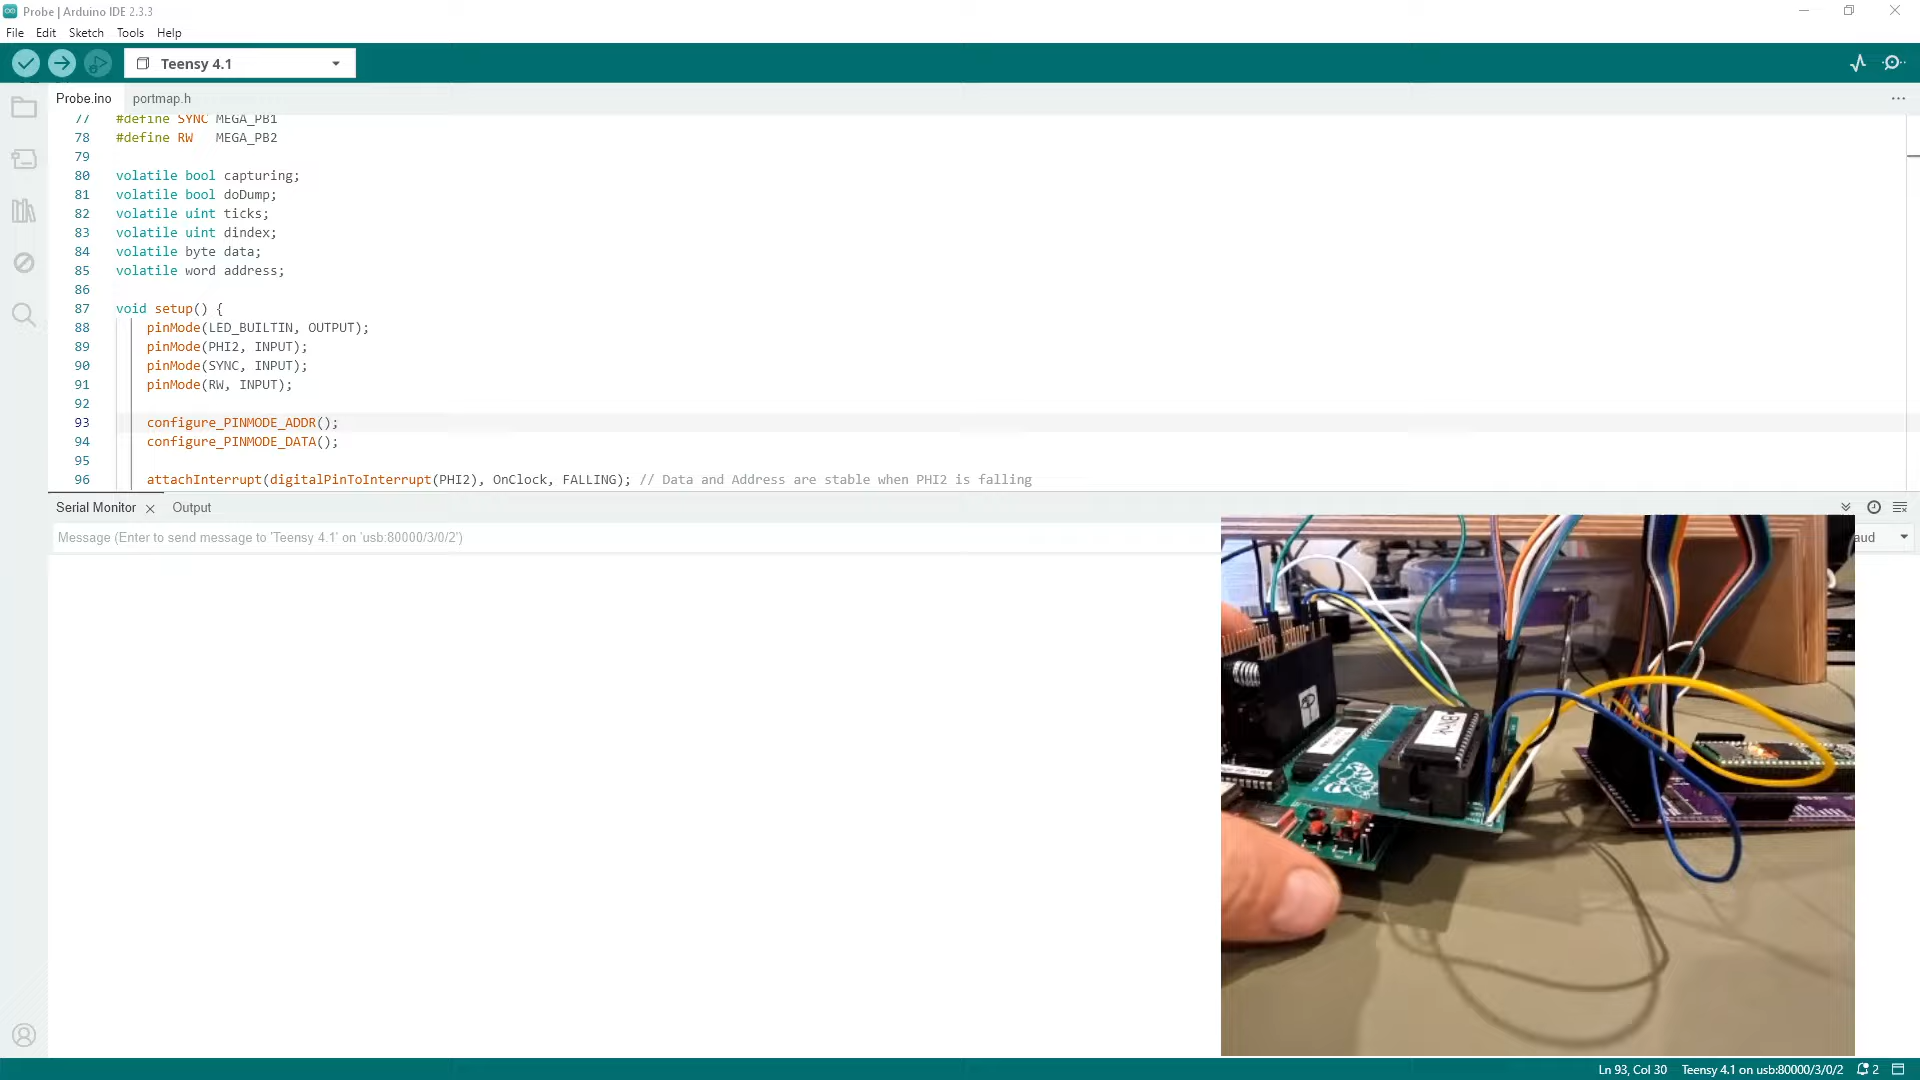 Probe | Arduino IDE 2.3.3
File Edit Sketch Tools Help
Teensy 4.1
Probe.ino portmap.h
77 #define SYNC MEGA_PB1
78 #define RW MEGA_PB2
79
80 volatile bool capturing;
81 volatile bool doDump;
82 volatile uint ticks;
83 volatile uint dindex;
84 volatile byte data;
85 volatile word address;
86
87 void setup() {
88 pinMode(LED_BUILTIN, OUTPUT);
89 pinMode(PHI2, INPUT);
90 pinMode(SYNC, INPUT);
91 pinMode(RW, INPUT);
92
93 configure_PINMODE_ADDR();
94 configure_PINMODE_DATA();
95
96 attachInterrupt(digitalPinToInterrupt(PHI2), OnClock, FALLING); // Data and Address are stable when PHI2 is falling
Serial Monitor Output
Message (Enter to send message to 'Teensy 4.1' on 'usb:80000/3/0/2')
aud
Ln 93, Col 30 Teensy 4.1 on usb:80000/3/0/2 2